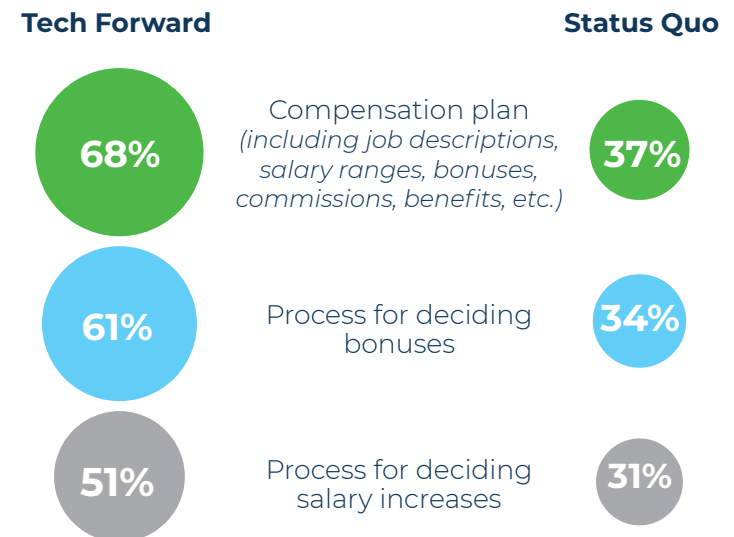 Tech Forward
Status Quo
68%
Compensation plan
(including job descriptions,
salary ranges, bonuses,
commissions, benefits, etc.)
37%
61%
Process for deciding
bonuses
34%
51%
Process for deciding
salary increases
31%